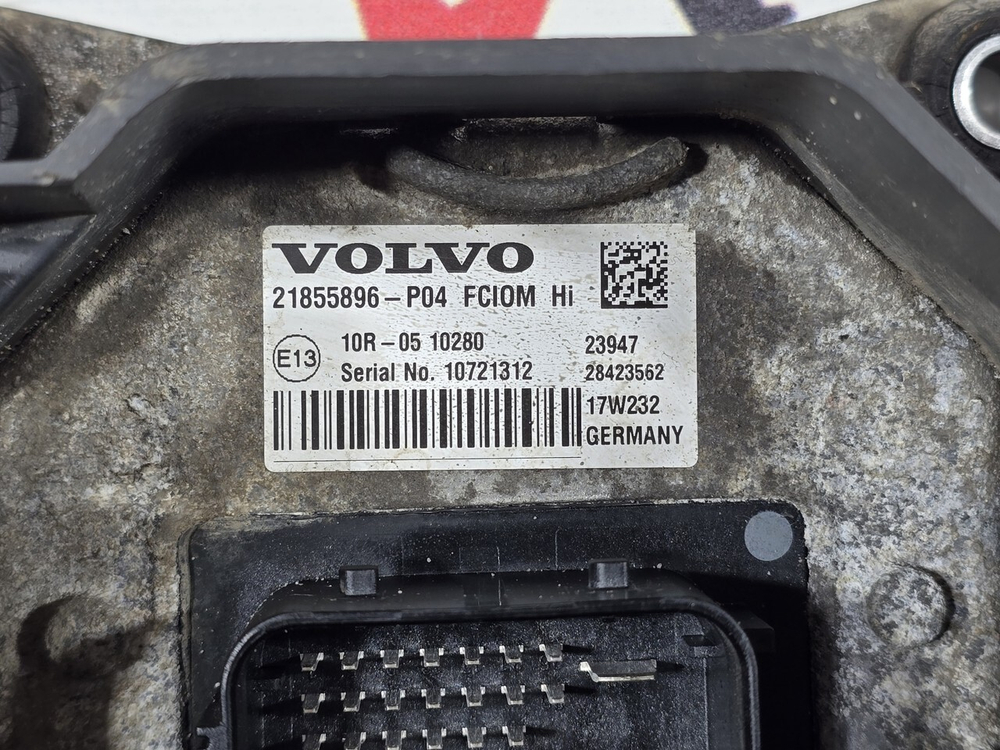 VOLVO
21855896-P04 FCIOM Hi
E13
10R-05 10280
Serial No. 10721312
23947
28423562
17W232
GERMANY